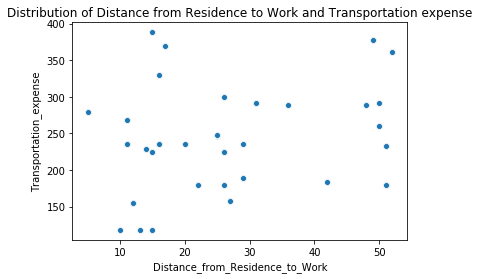 Distribution of Distance from Residence to Work and Transportation expense
400
350
300
250
200
150
Transportation_expense
10 20 30 40 50
Distance_from_Residence_to_Work